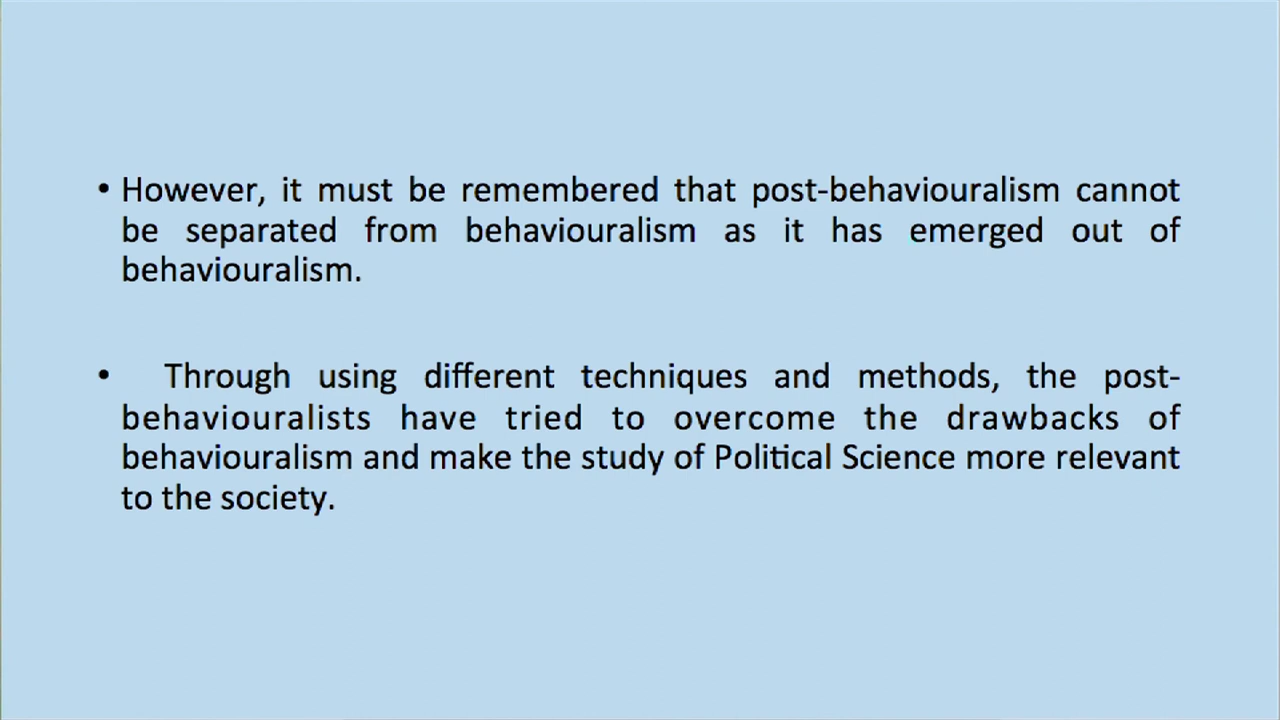 • However, it must be remembered that post-behaviouralism cannot
be separated from behaviouralism as it has emerged out of
behaviouralism.
• Through using different techniques and methods, the post-
behaviouralists have tried to overcome the drawbacks of
behaviouralism and make the study of Political Science more relevant
to the society.